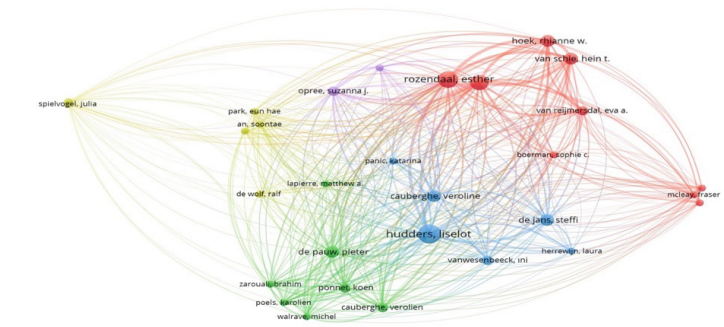 hoek, rhianne w.
van schie, hein t.
rozendaal, esther
opree, suzanna j.
spielvogel, julia
park, eun hae
van reijmersdal, eva a.
an, soontae
boerman, sophie c.
panic, katarina
lapierre, matthew a.
de wolf, ralf
cauberghe, veroline
mcleay, fraser
de jans, steffi
hudders, liselot
de pauw, pieter
herrewijn, laura
vanwesenbeeck, ini
zarouali, brahim
ponnet, koen
poels, karolien
cauberghe, verolien
walrave, michel